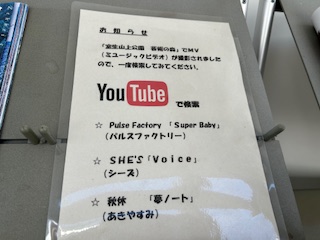 お知らせ
「室生山上公園 芸術の森」でMV
(ミュージックビデオ)が撮影されました
ので、一度検索してみてください。
YouTube で検索
☆ Pulse Factory 「Super Baby」
(パルスファクトリー)
☆ SHE'S「Voice」
(シーズ)
☆ 秋休 「夢ノート」
(あきやすみ)